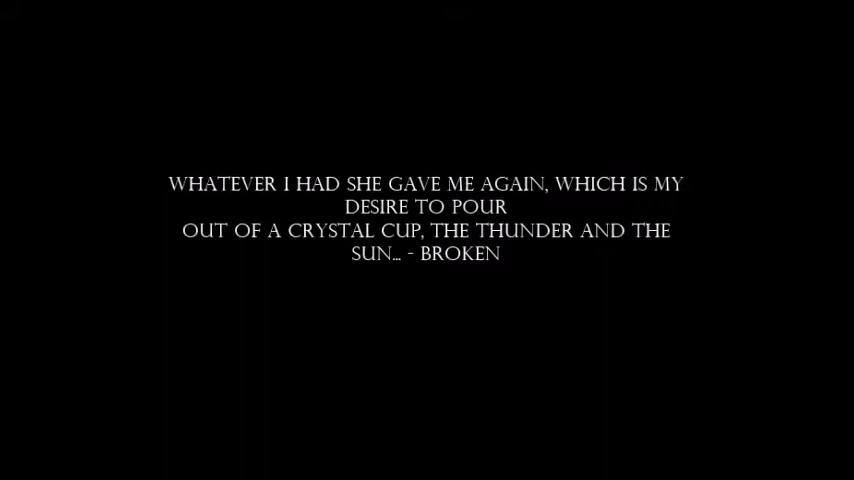 WHATEVER I HAD SHE GAVE ME AGAIN, WHICH IS MY
DESIRE TO POUR
OUT OF A CRYSTAL CUP, THE THUNDER AND THE
SUN... - BROKEN